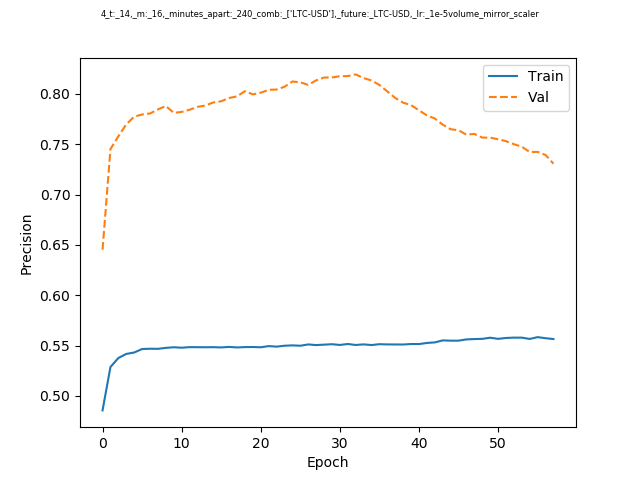 4_t:_14,_m:_16,_minutes_apart:_240_comb:_['LTC-USD'],_future:_LTC-USD,_lr:_1e-5volume_mirror_scaler
Train
Val
0.80
0.75
0.70
0.65
0.60
0.55
0.50
Precision
0 10 20 30 40 50
Epoch